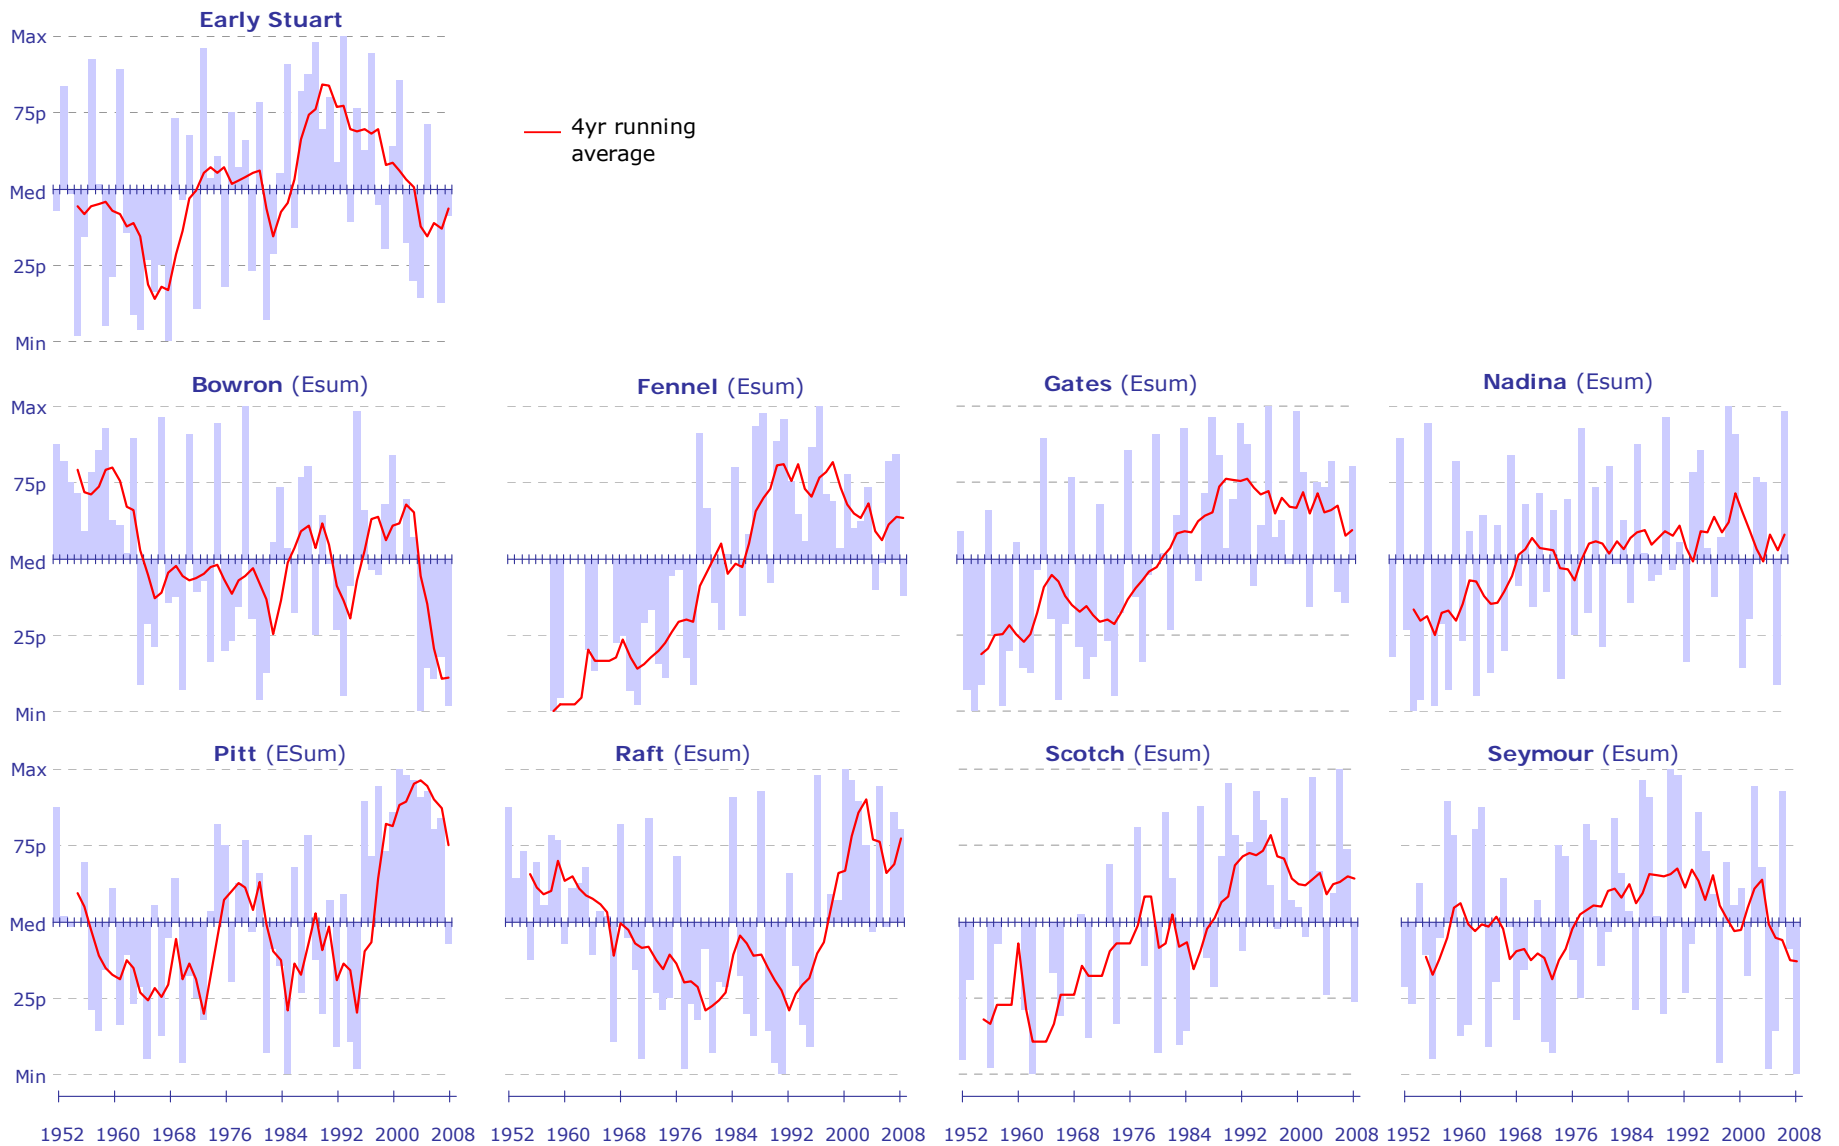 Early Stuart
Max
75p
Med
25p
Min
4yr running
average
Bowron (Esum)
Fennel (Esum)
Gates (Esum)
Nadina (Esum)
Max
75p
Med
25p
Min
Pitt (ESum)
Raft (Esum)
Scotch (Esum)
Seymour (Esum)
Max
75p
Med
25p
Min
1952 1960 1968 1976 1984 1992 2000 2008
1952 1960 1968 1976 1984 1992 2000 2008
1952 1960 1968 1976 1984 1992 2000 2008
1952 1960 1968 1976 1984 1992 2000 2008